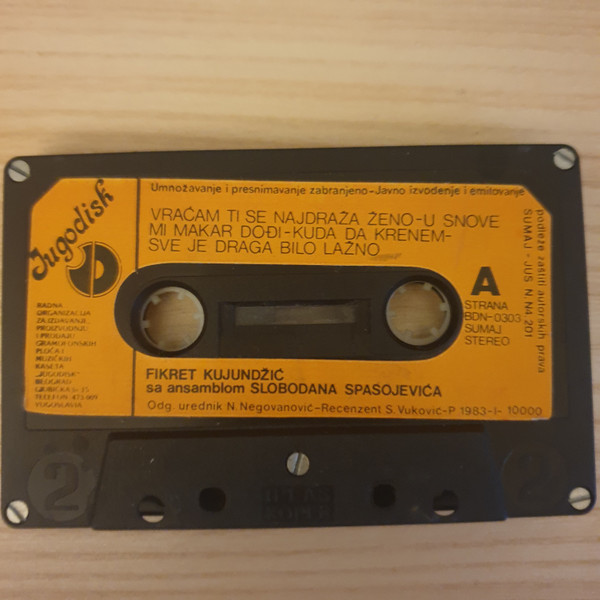 Jugodisk
RADNA
ORGANIZACIJA
ZA IZDAVANJE,
PROIZVODNJU
I PRODAJU
GRAMOFONSKIH
PLOČA I
MUZIČKIH
KASETA
"JUGODISK"
BEOGRAD
TELEFON:
YUGOSLAVIA
Umnožavanje i presnimavanje zabranjeno-Javno izvođenje i emitovanje
podleže zaštiti autorskih prava
SUMAJ - JUS N. N4 201
VRAĆAM TI SE NAJDRAŽA ŽENO-U SNOVE
MI MAKAR DOĐI-KUDA DA KRENEM-
SVE JE DRAGA BILO LAŽNO
A
STRANA
BDN-0303
SUMAJ
STEREO
FIKRET KUJUNDŽIĆ
sa ansamblom SLOBODANA SPASOJEVIĆA
Odg. urednik N. Negovanović-Recenzent S. Vuković-P 1983-I- 10000
2
2